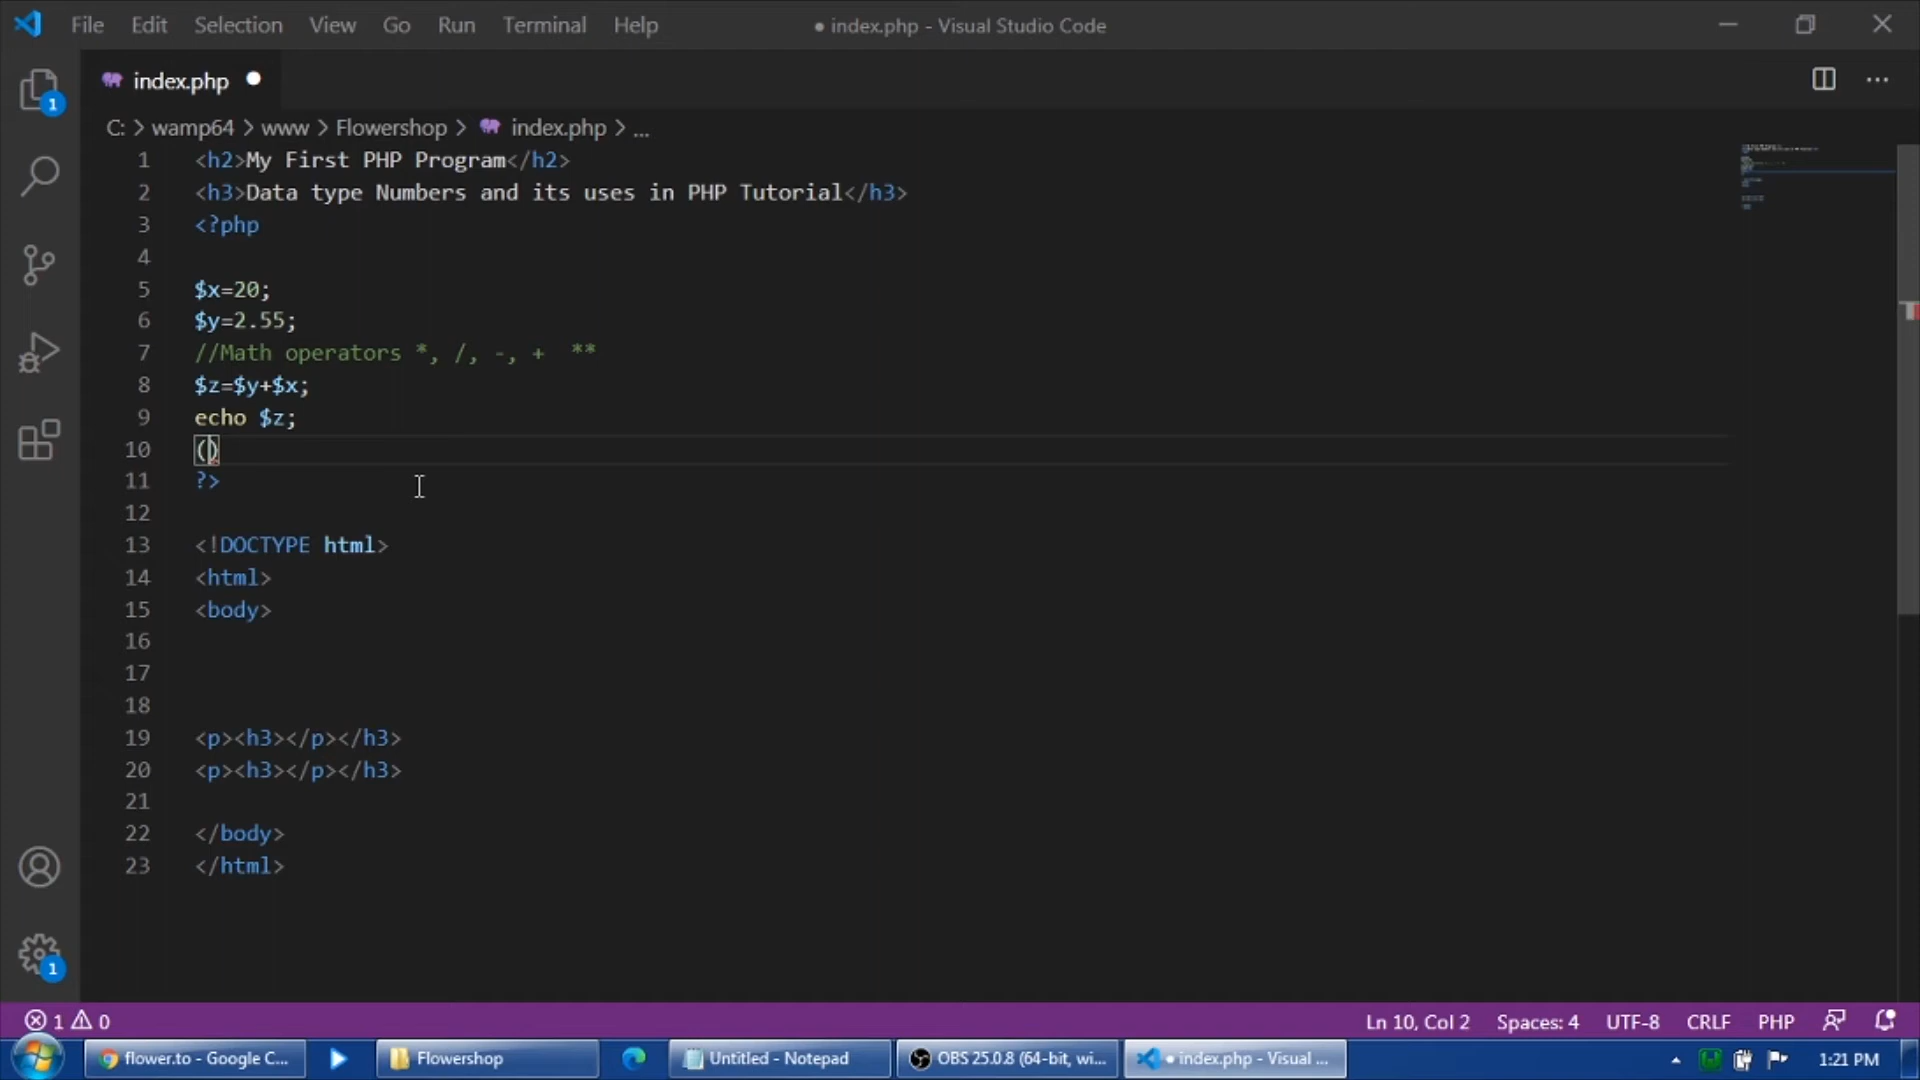 File Edit Selection View Go Run Terminal Help ● index.php - Visual Studio Code
index.php
C: > wamp64 > www > Flowershop > index.php > ...
1 <h2>My First PHP Program</h2>
2 <h3>Data type Numbers and its uses in PHP Tutorial</h3>
3 <?php
4
5 $x=20;
6 $y=2.55;
7 //Math operators *, /, -, +  **
8 $z=$y+$x;
9 echo $z;
10 ()
11 ?>
12
13 <!DOCTYPE html>
14 <html>
15 <body>
16
17
18
19 <p><h3></p></h3>
20 <p><h3></p></h3>
21
22 </body>
23 </html>
1
1
1 0 Ln 10, Col 2 Spaces: 4 UTF-8 CRLF PHP
flower.to - Google C... Flowershop Untitled - Notepad OBS 25.0.8 (64-bit, wi... ● index.php - Visual ... 1:21 PM